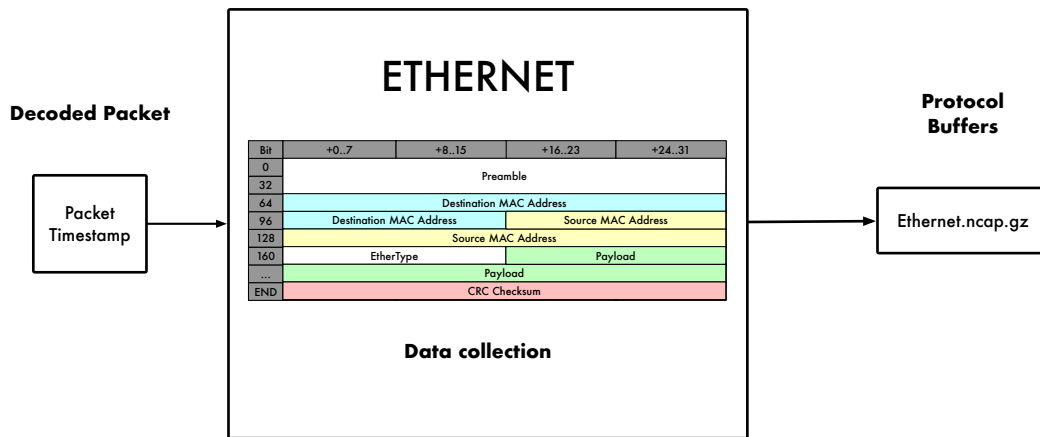 ETHERNET
Decoded Packet
Packet
Timestamp
Bit +0..7 +8..15 +16..23 +24..31
0
Preamble
32
64 Destination MAC Address
96 Destination MAC Address Source MAC Address
128 Source MAC Address
160 EtherType Payload
... Payload
END CRC Checksum
Data collection
Protocol
Buffers
Ethernet.ncap.gz